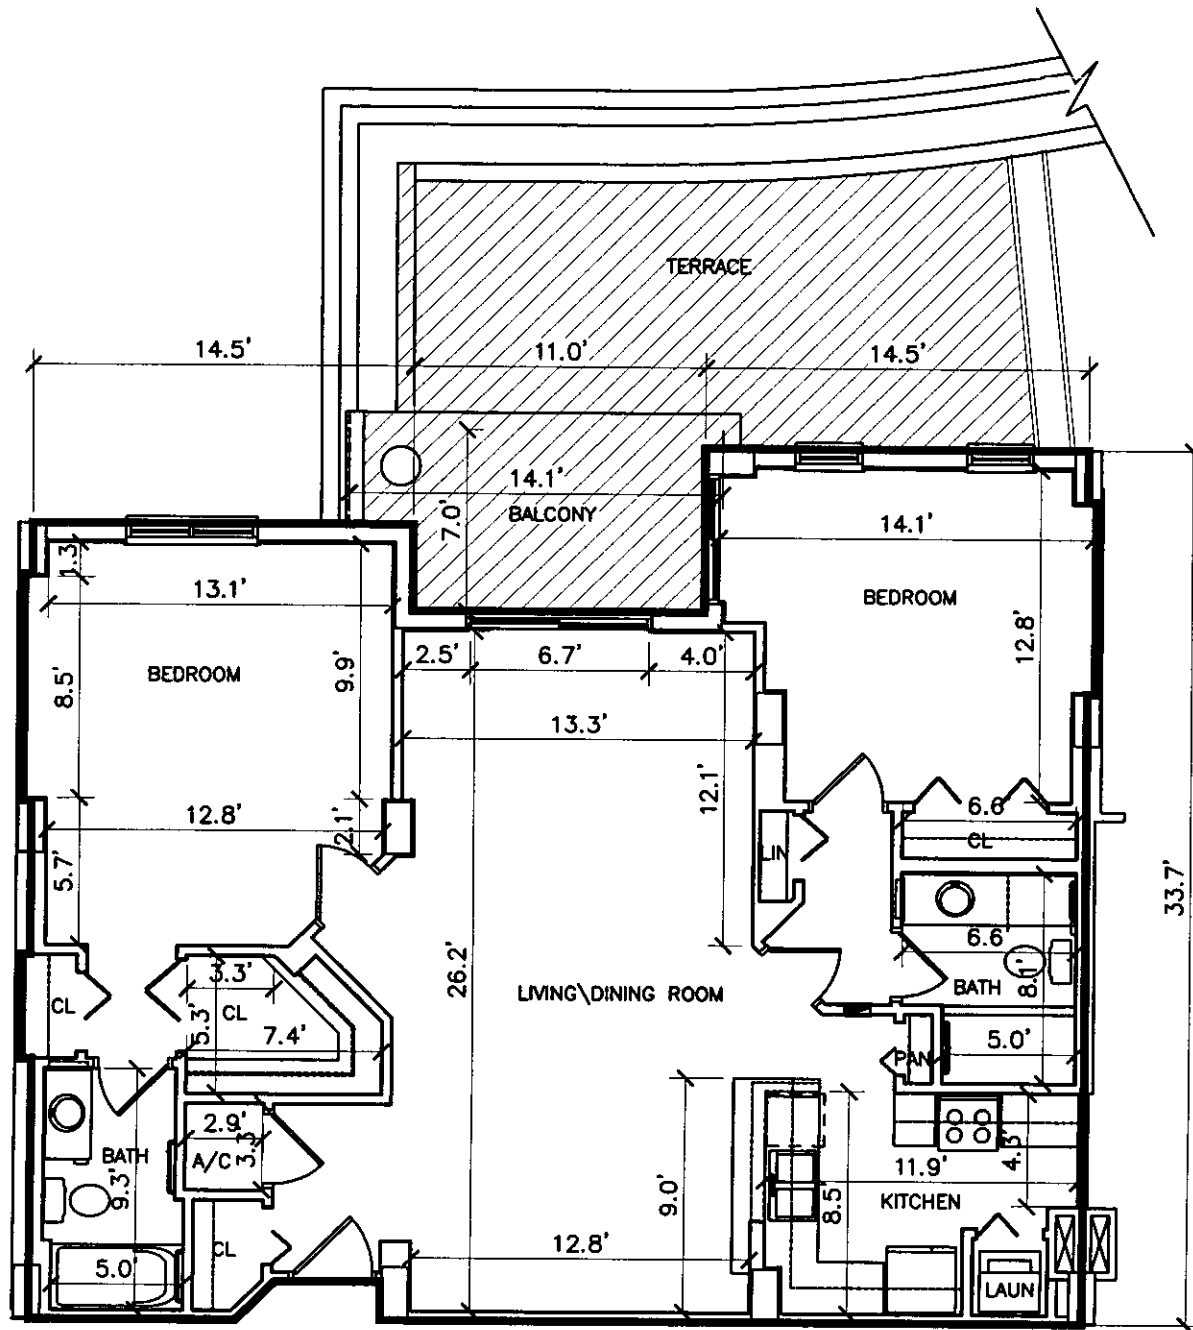 TERRACE
14.5'
11.0'
14.5'
14.1'
BALCONY
7.0'
14.1'
1.3
13.1'
BEDROOM
12.8'
BEDROOM
9.9'
8.5'
2.5'
6.7'
4.0'
13.3'
12.1'
12.8'
2.1'
5.7'
6.6'
CL
LIN
33.7'
6.6'
BATH
8.1'
26.2'
LIVING\DINING ROOM
CL
3.3'
CL
5.3'
7.4'
PAN
5.0'
2.9'
3.3'
A/C
BATH
9.3'
9.0'
8.5
11.9'
4.3'
KITCHEN
CL
12.8'
5.0'
LAUN